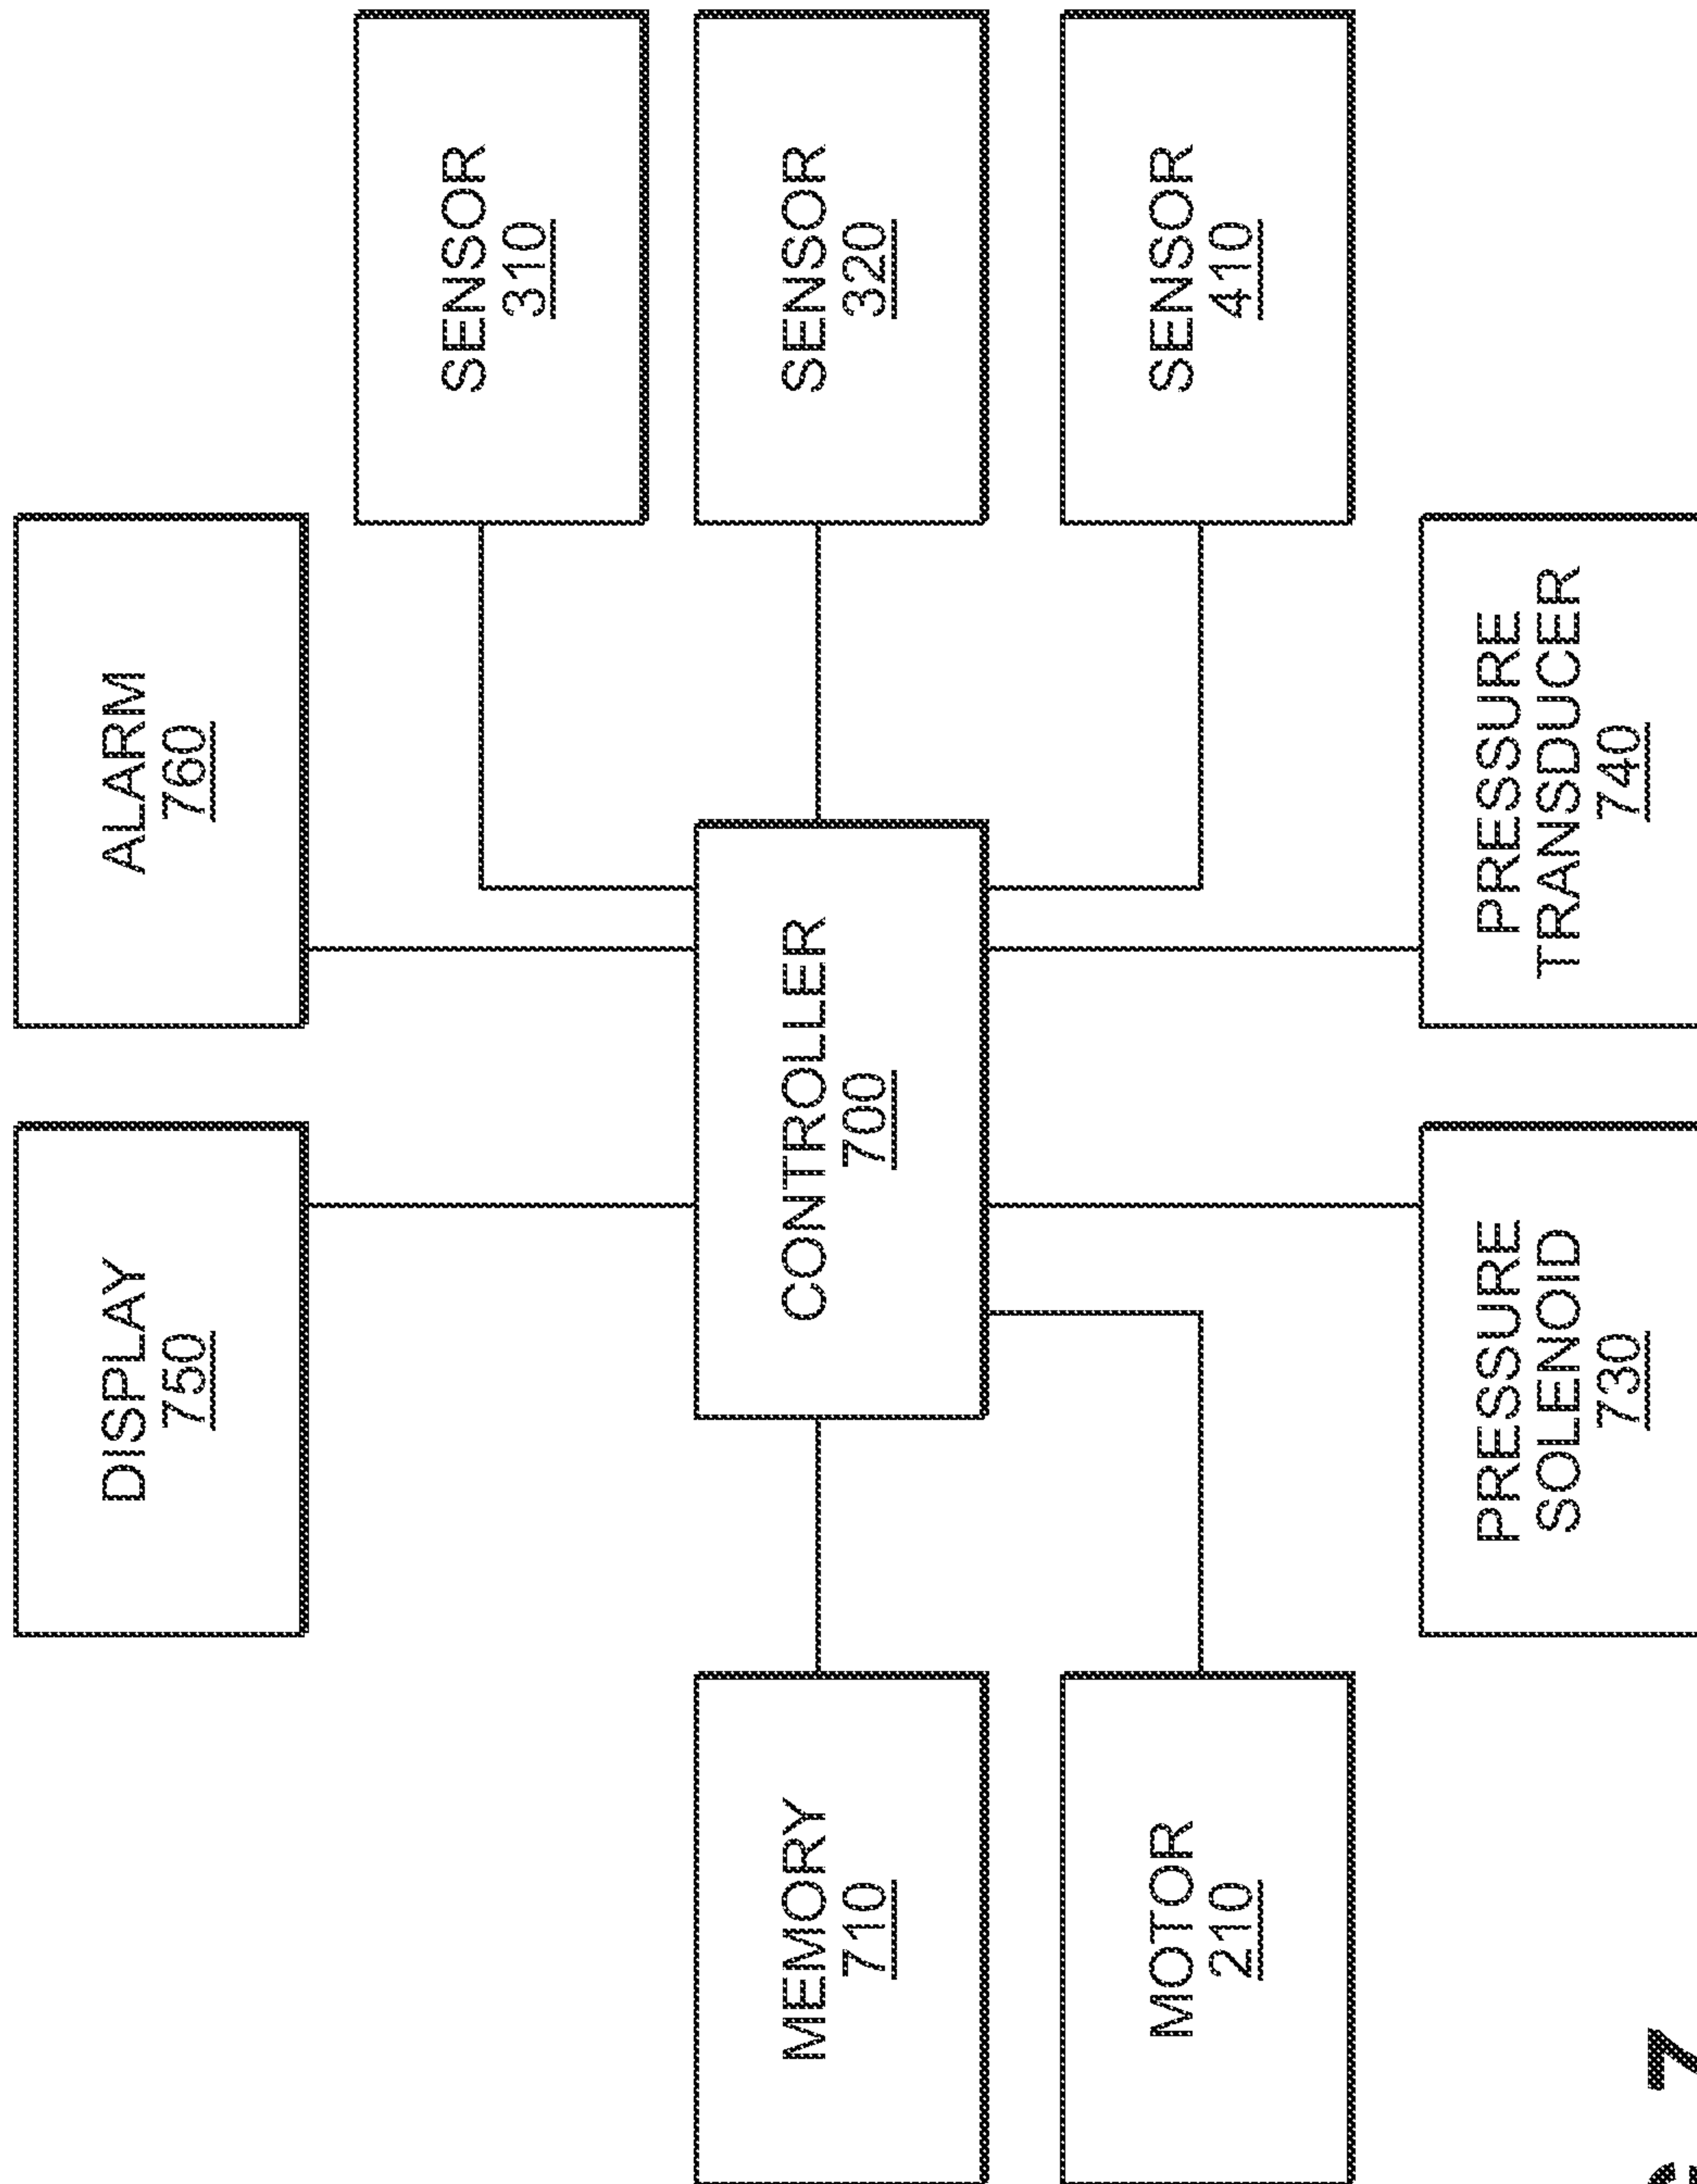 DISPLAY
750
ALARM
760
SENSOR
310
MEMORY
710
CONTROLLER
700
SENSOR
320
MOTOR
210
SENSOR
410
PRESSURE
SOLENOID
730
PRESSURE
TRANSDUCER
740
7